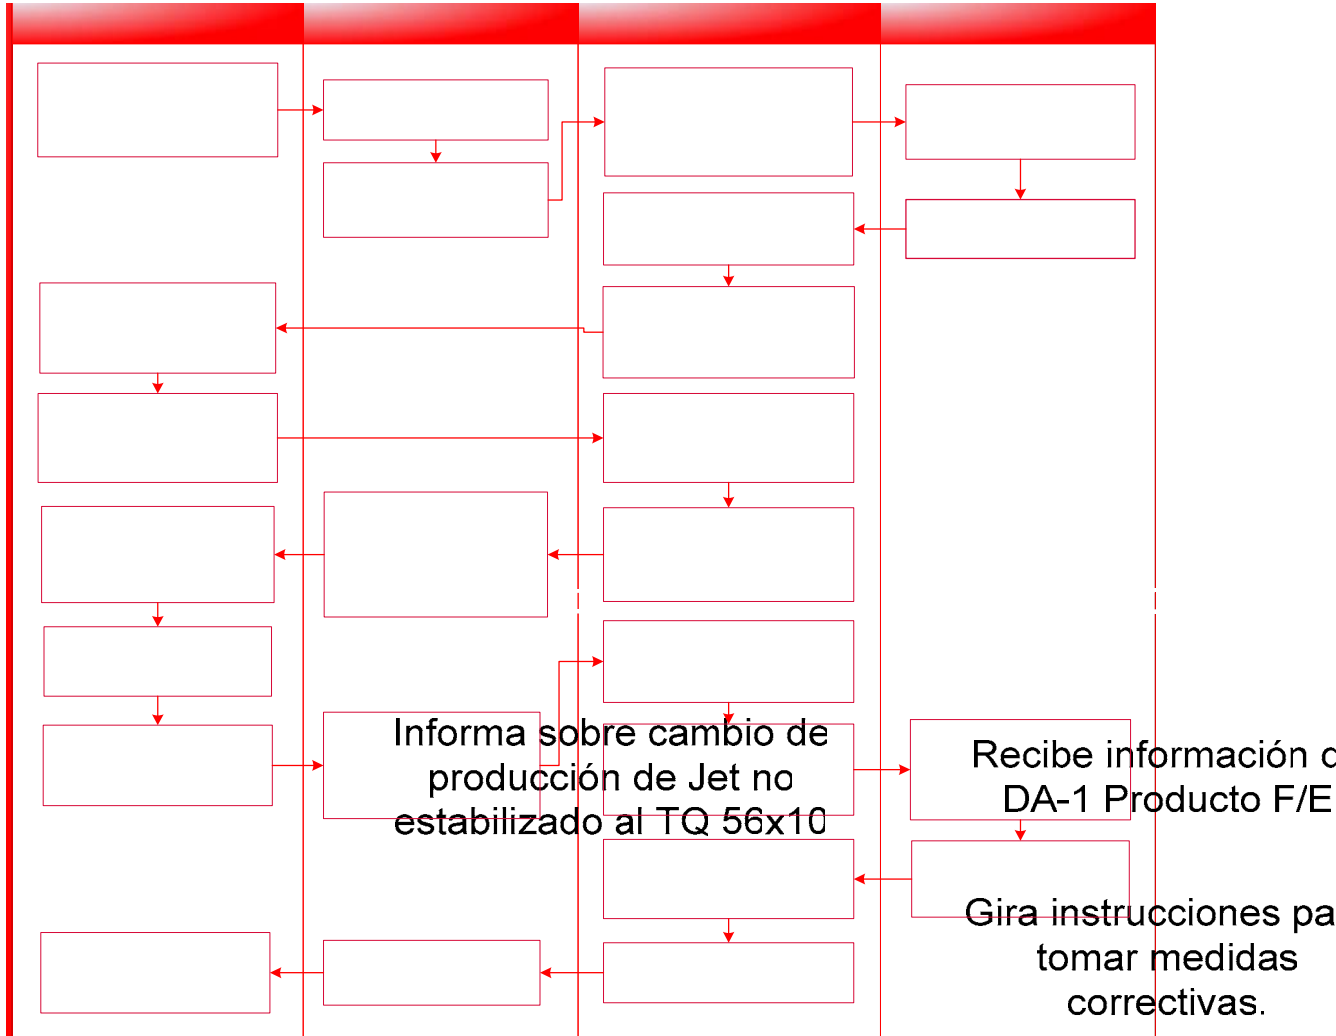 Informa sobre cambio de
producción de Jet no
estabilizado al TQ 56x10
Recibe información d
DA-1 Producto F/E
Gira instrucciones pa
tomar medidas
correctivas.